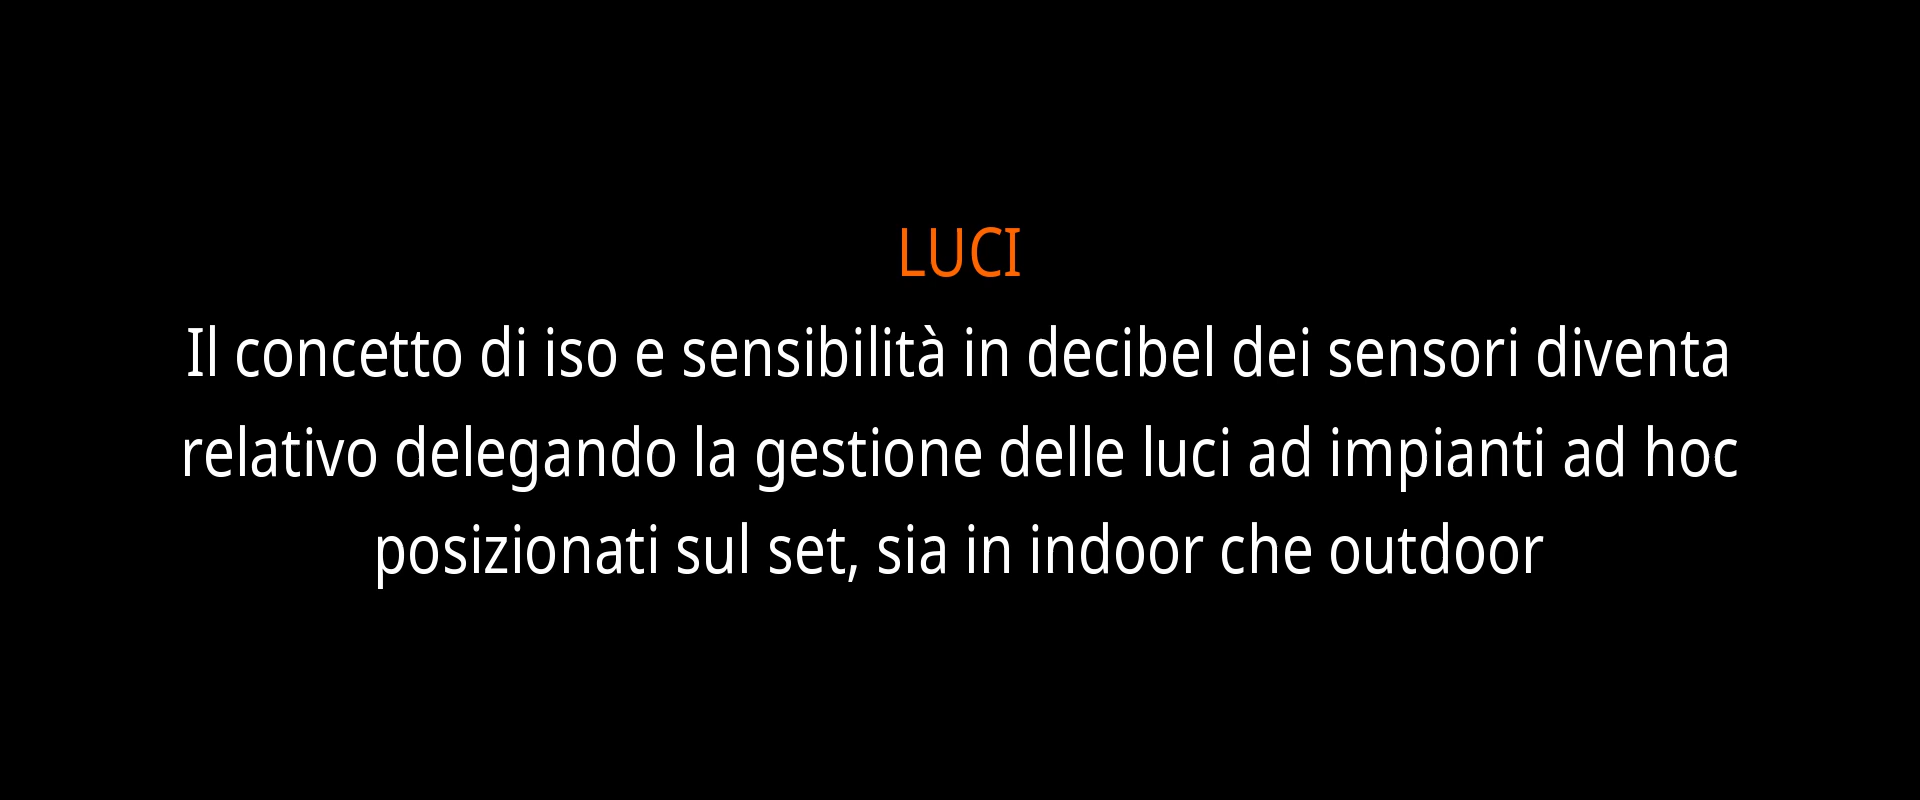 LUCI
Il concetto di iso e sensibilità in decibel dei sensori diventa
relativo delegando la gestione delle luci ad impianti ad hoc
posizionati sul set, sia in indoor che outdoor